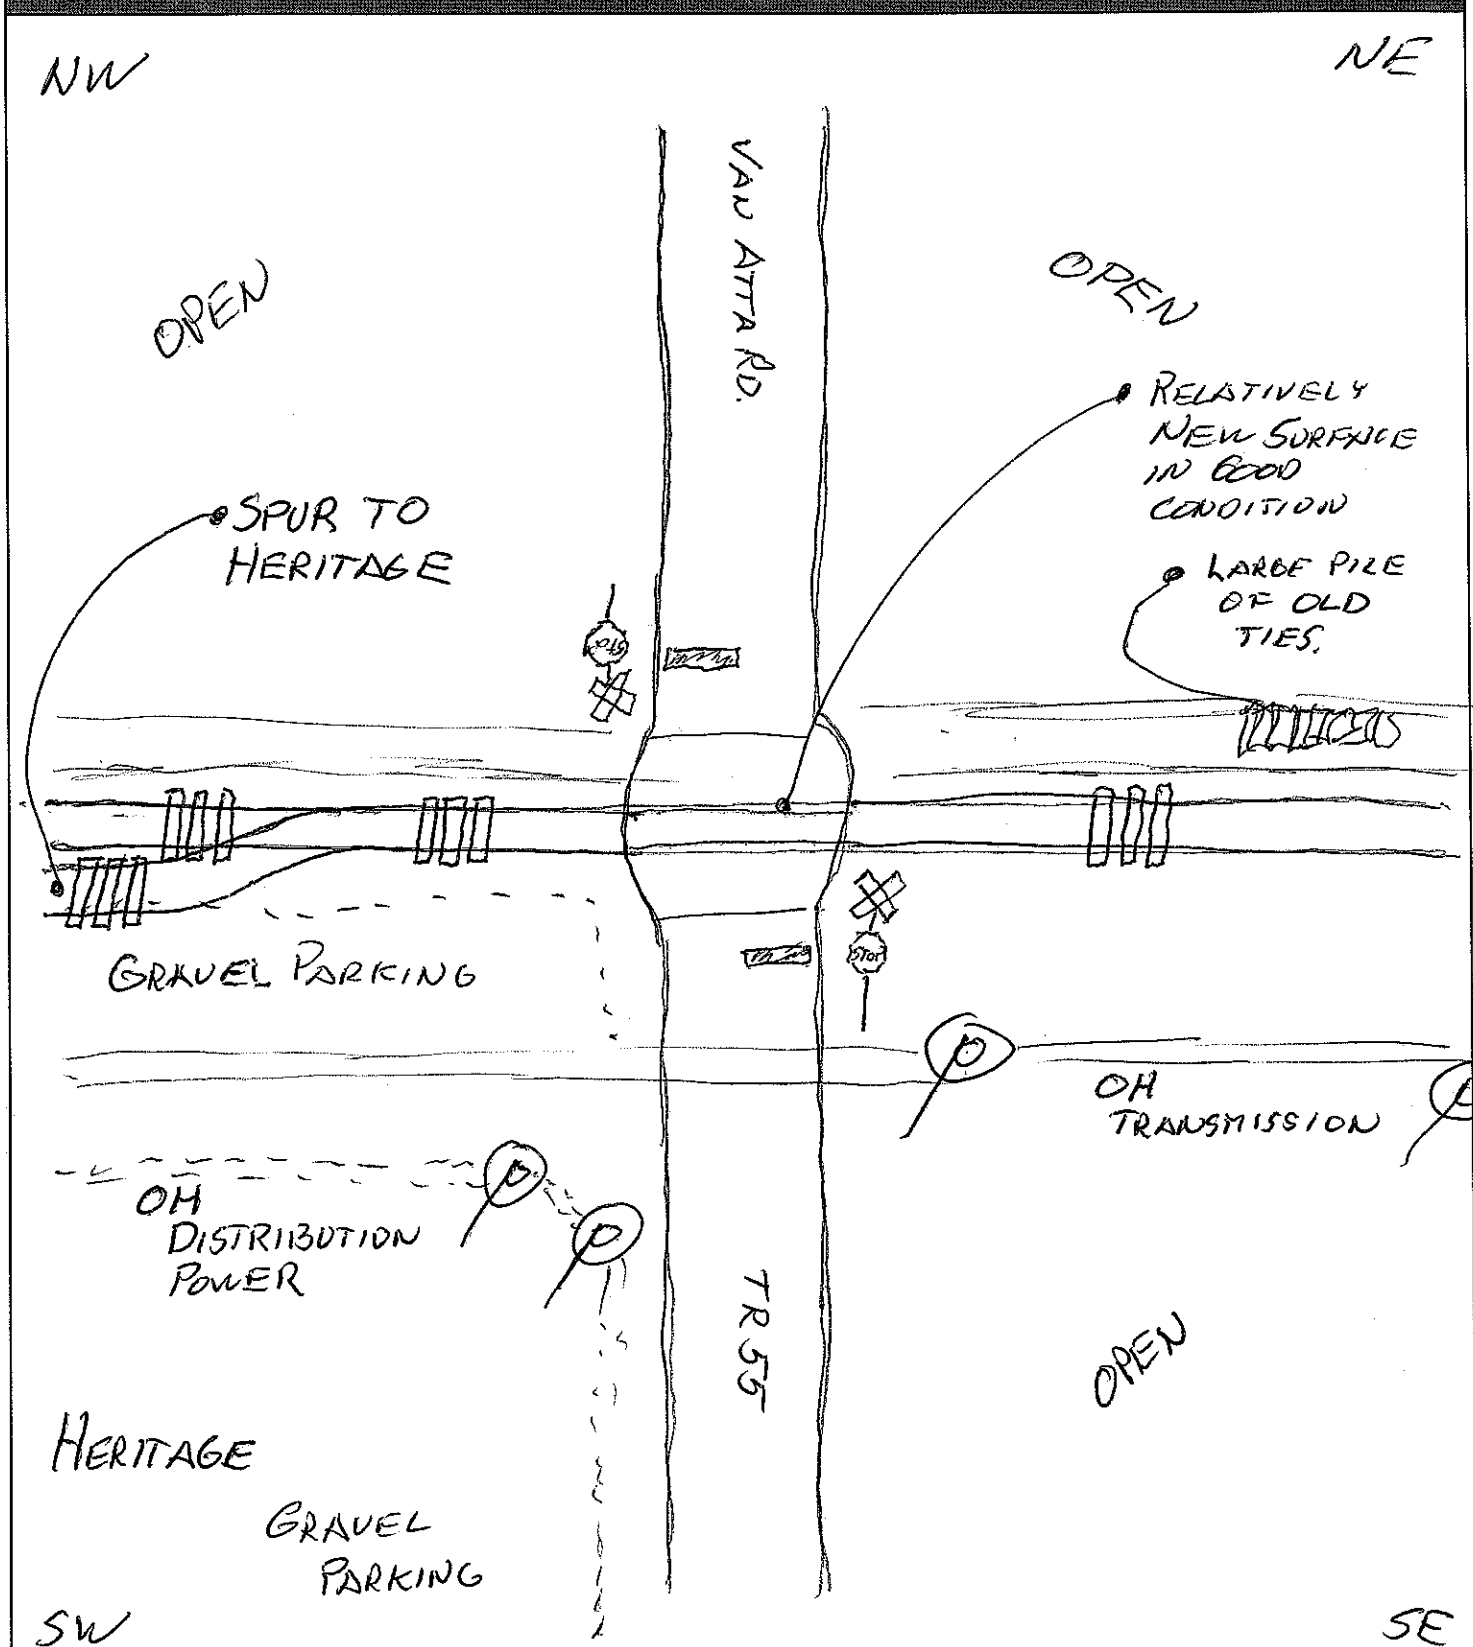 NW
NE
VAN ATTA RD.
OPEN
OPEN
RELATIVELY
NEW SURFACE
IN GOOD
CONDITION
SPUR TO
HERITAGE
LARGE PILE
OF OLD
TIES.
STOP
STOP
GRAVEL PARKING
OH
TRANSMISSION
OH
DISTRIBUTION
POWER
TR 55
OPEN
HERITAGE
GRAVEL
PARKING
SW
SE